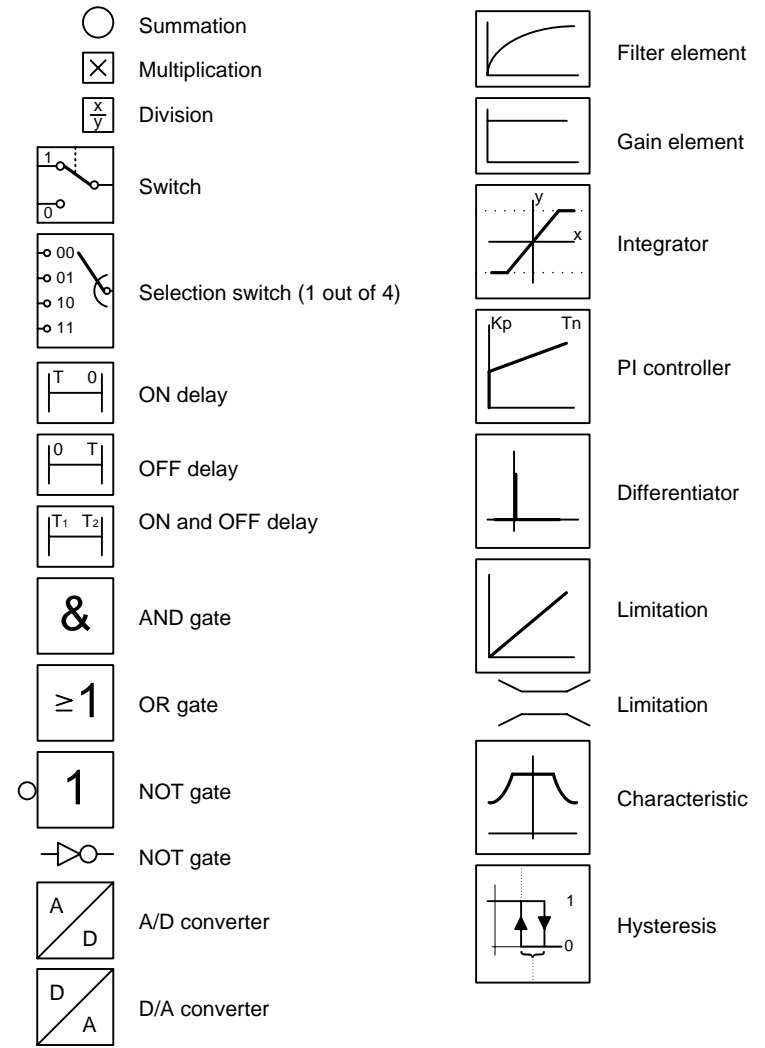 Summation
Multiplication
x
y
Division
1
0
Switch
00
01
10
11
Selection switch (1 out of 4)
T 0
ON delay
0 T
OFF delay
T1 T2
ON and OFF delay
&
AND gate
≥1
OR gate
1
NOT gate
NOT gate
A
D
A/D converter
D
A
D/A converter
Filter element
Gain element
y
x
Integrator
Kp Tn
PI controller
Differentiator
Limitation
Limitation
Characteristic
1
0
Hysteresis